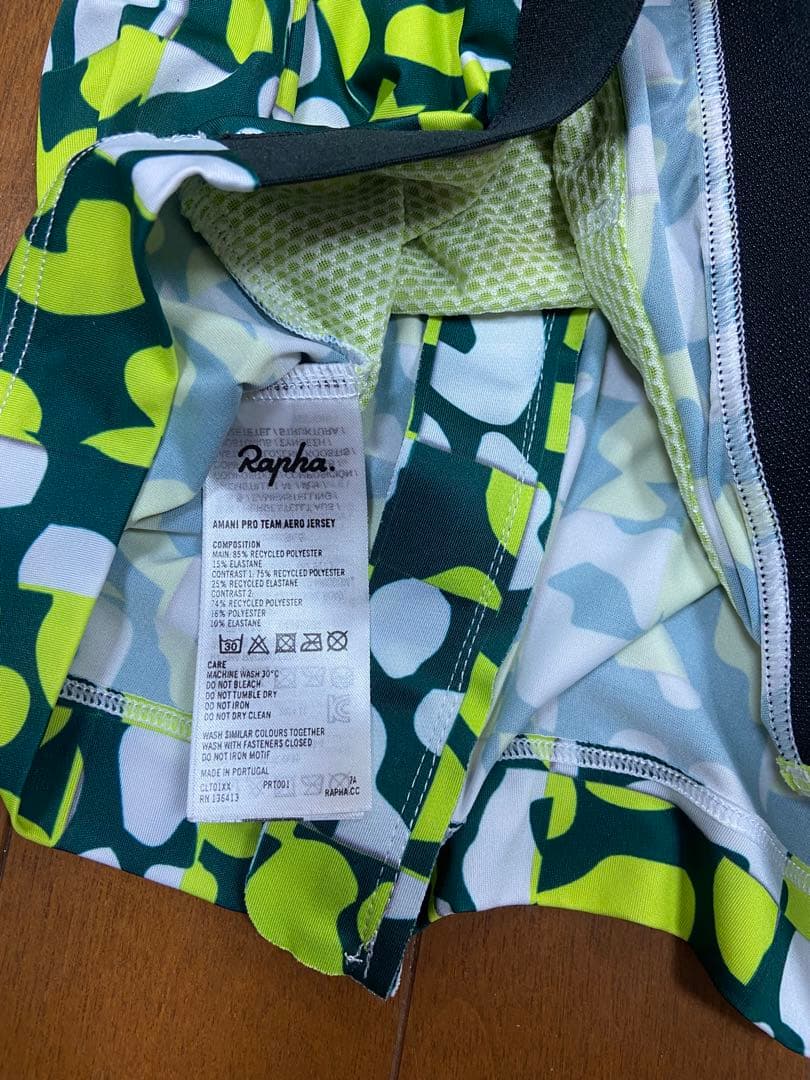 Rapha.
AMANI PRO TEAM AERO JERSEY
COMPOSITION
MAIN: 85% RECYCLED POLYESTER
15% ELASTANE
CONTRAST 1: 75% RECYCLED POLYESTER
25% RECYCLED ELASTANE
CONTRAST 2:
74% RECYCLED POLYESTER
16% POLYESTER
10% ELASTANE
30
CARE
MACHINE WASH 30°C
DO NOT BLEACH
DO NOT TUMBLE DRY
DO NOT IRON
DO NOT DRY CLEAN
WASH SIMILAR COLOURS TOGETHER
WASH WITH FASTENERS CLOSED
DO NOT IRON MOTIF
MADE IN PORTUGAL
CLT01XX PRT001 7A
RN 136413 RAPHA.CC